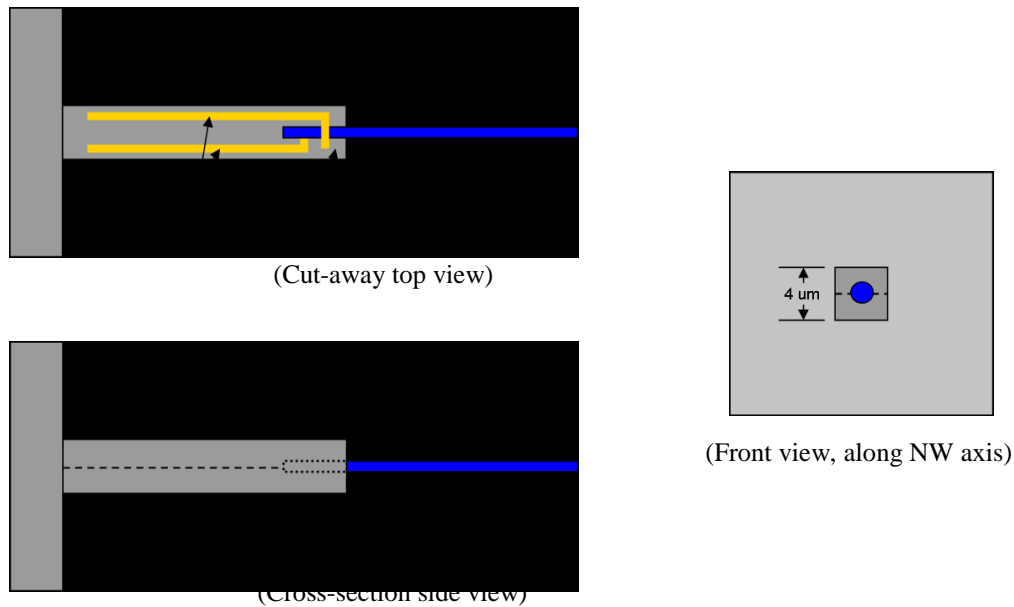 (Cut-away top view)
4 um
(Front view, along NW axis)
(Cross-section side view)